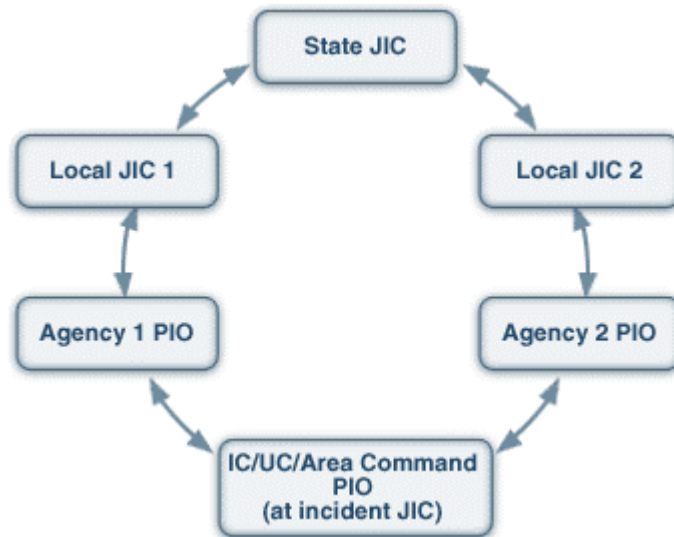 State JIC
Local JIC 1
Local JIC 2
Agency 1 PIO
Agency 2 PIO
IC/UC/Area Command
PIO
(at incident JIC)